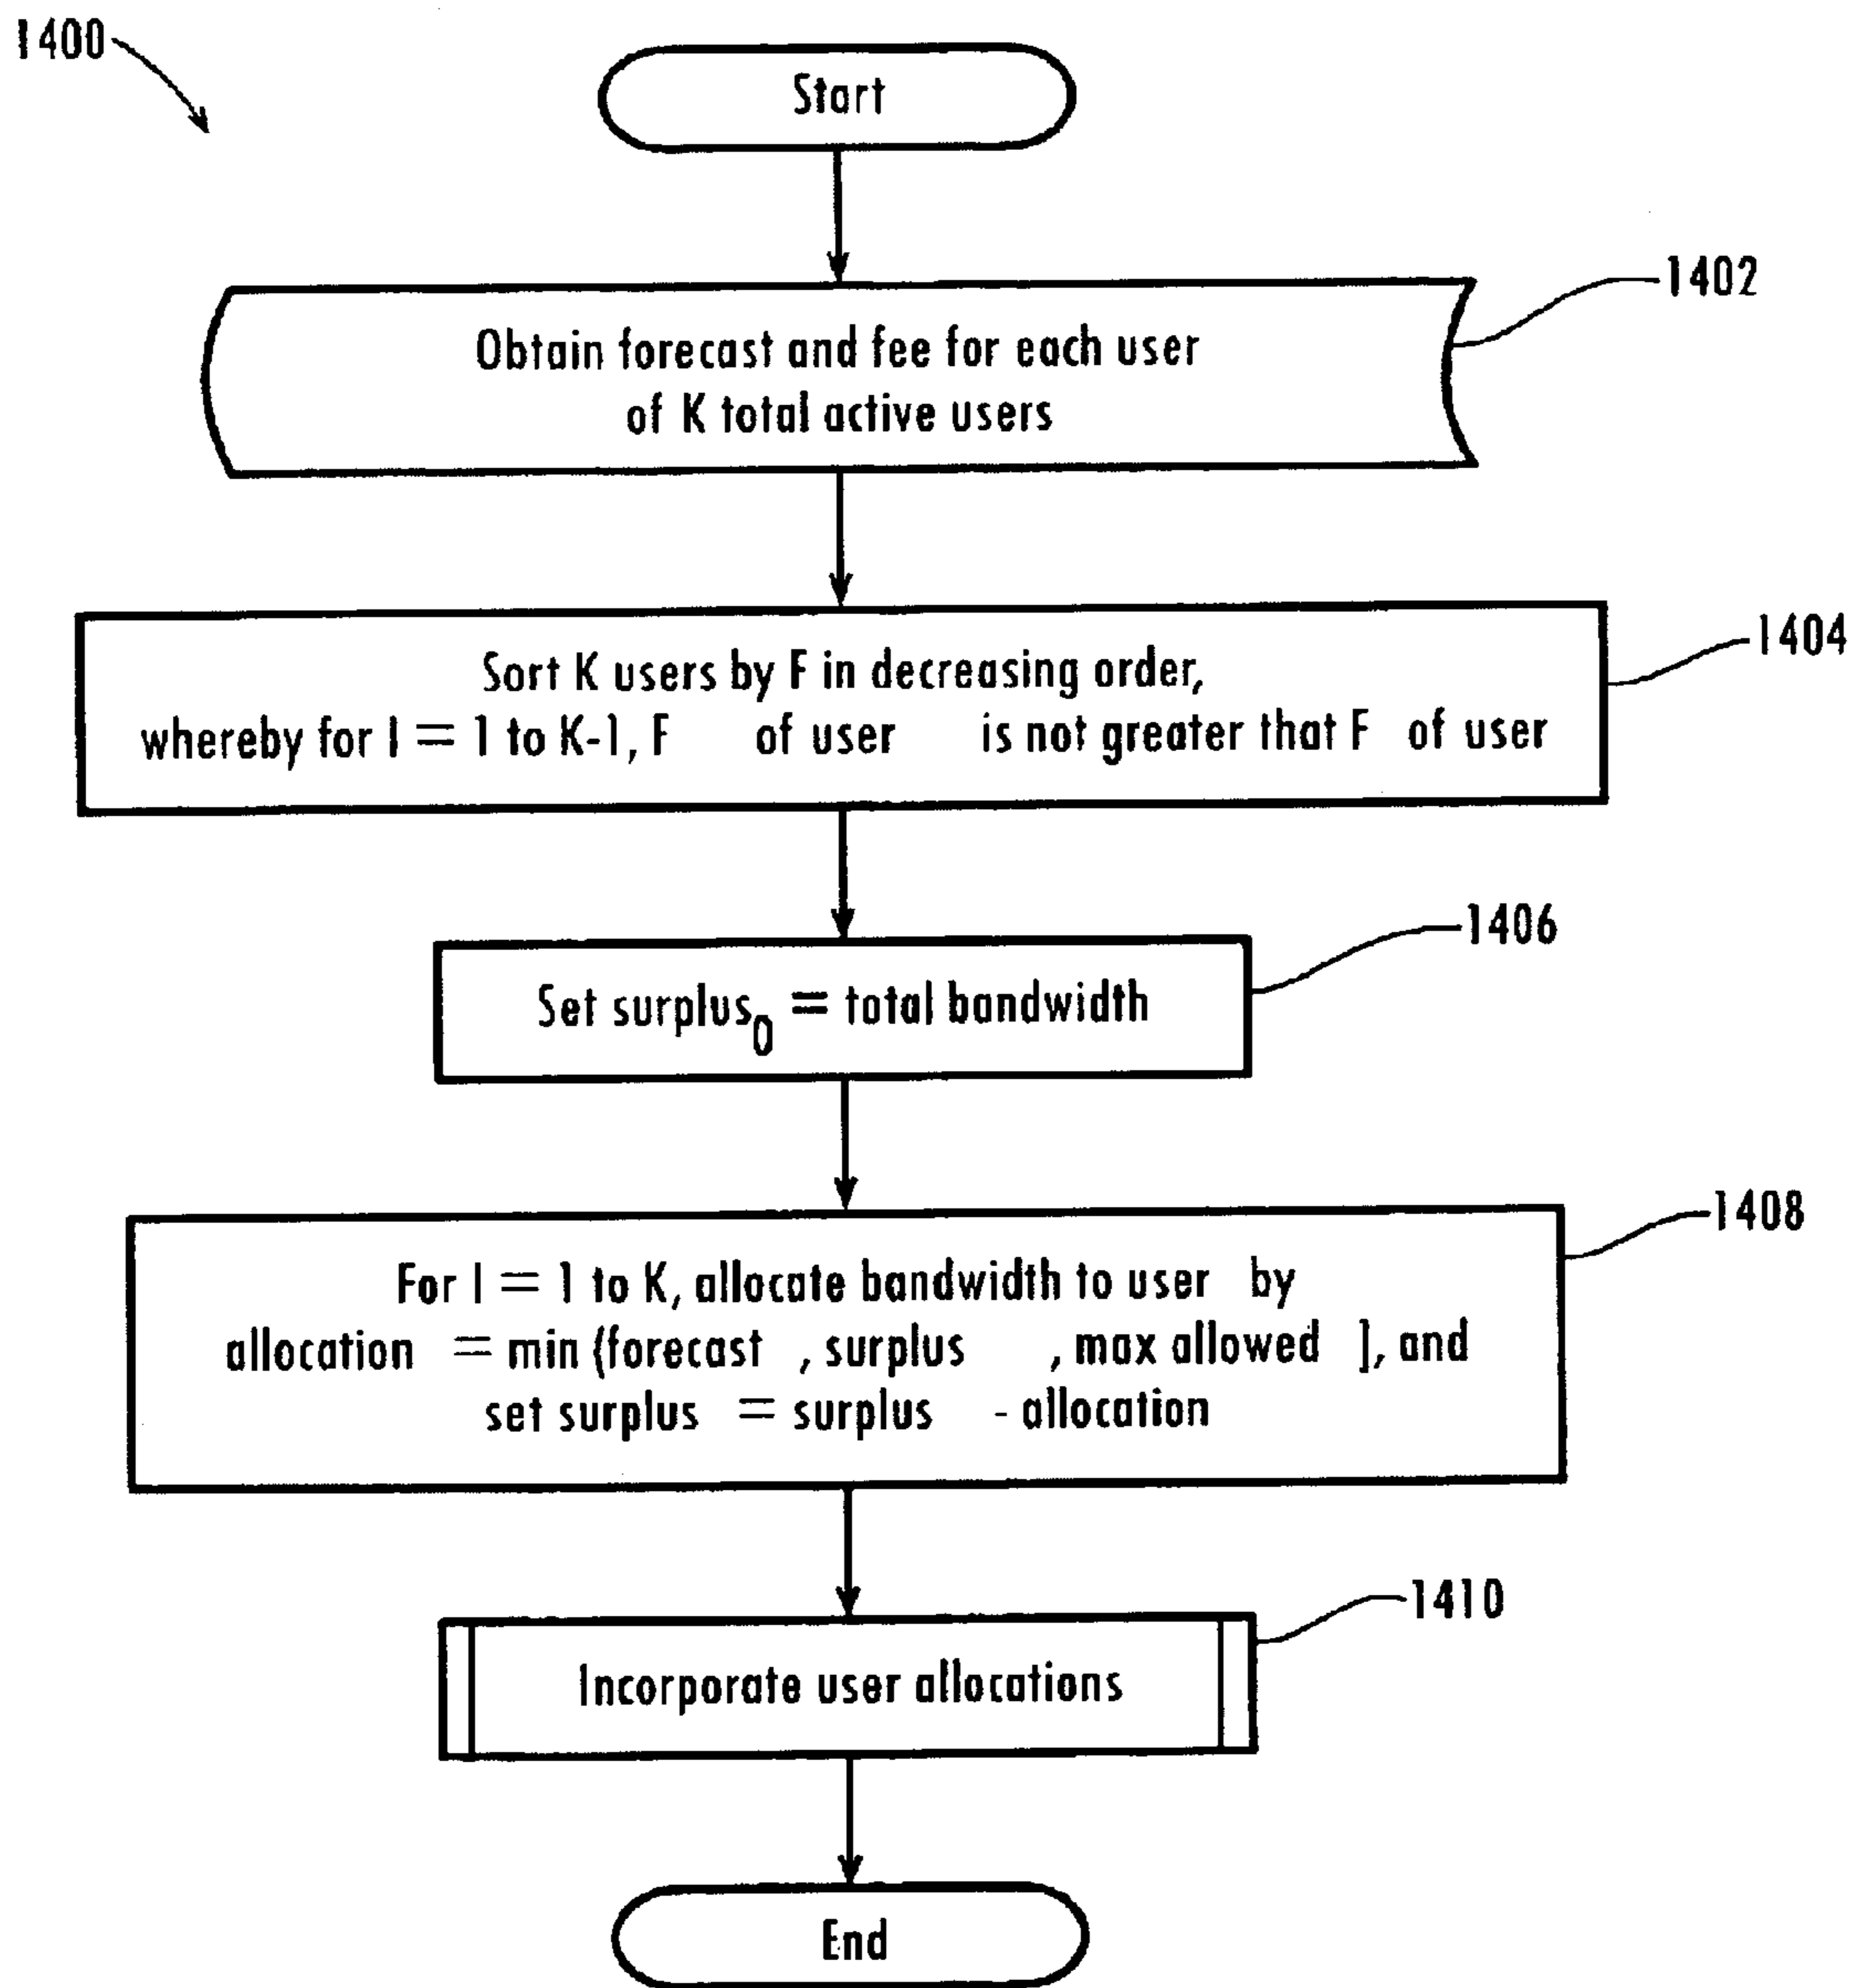 1400
Start
1402
Obtain forecast and fee for each user
of K total active users
1404
Sort K users by F in decreasing order,
whereby for I = 1 to K-1, F of user is not greater that F of user
1406
Set surplus0 = total bandwidth
1408
For I = 1 to K, allocate bandwidth to user by
allocation = min (forecast , surplus , max allowed ], and
set surplus = surplus - allocation
1410
Incorporate user allocations
End